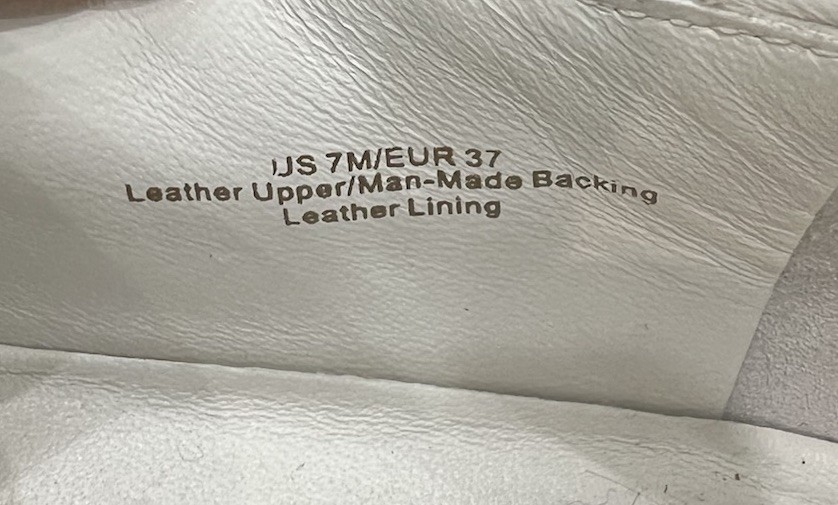 US 7M/EUR 37
Leather Upper/Man-Made Backing
Leather Lining